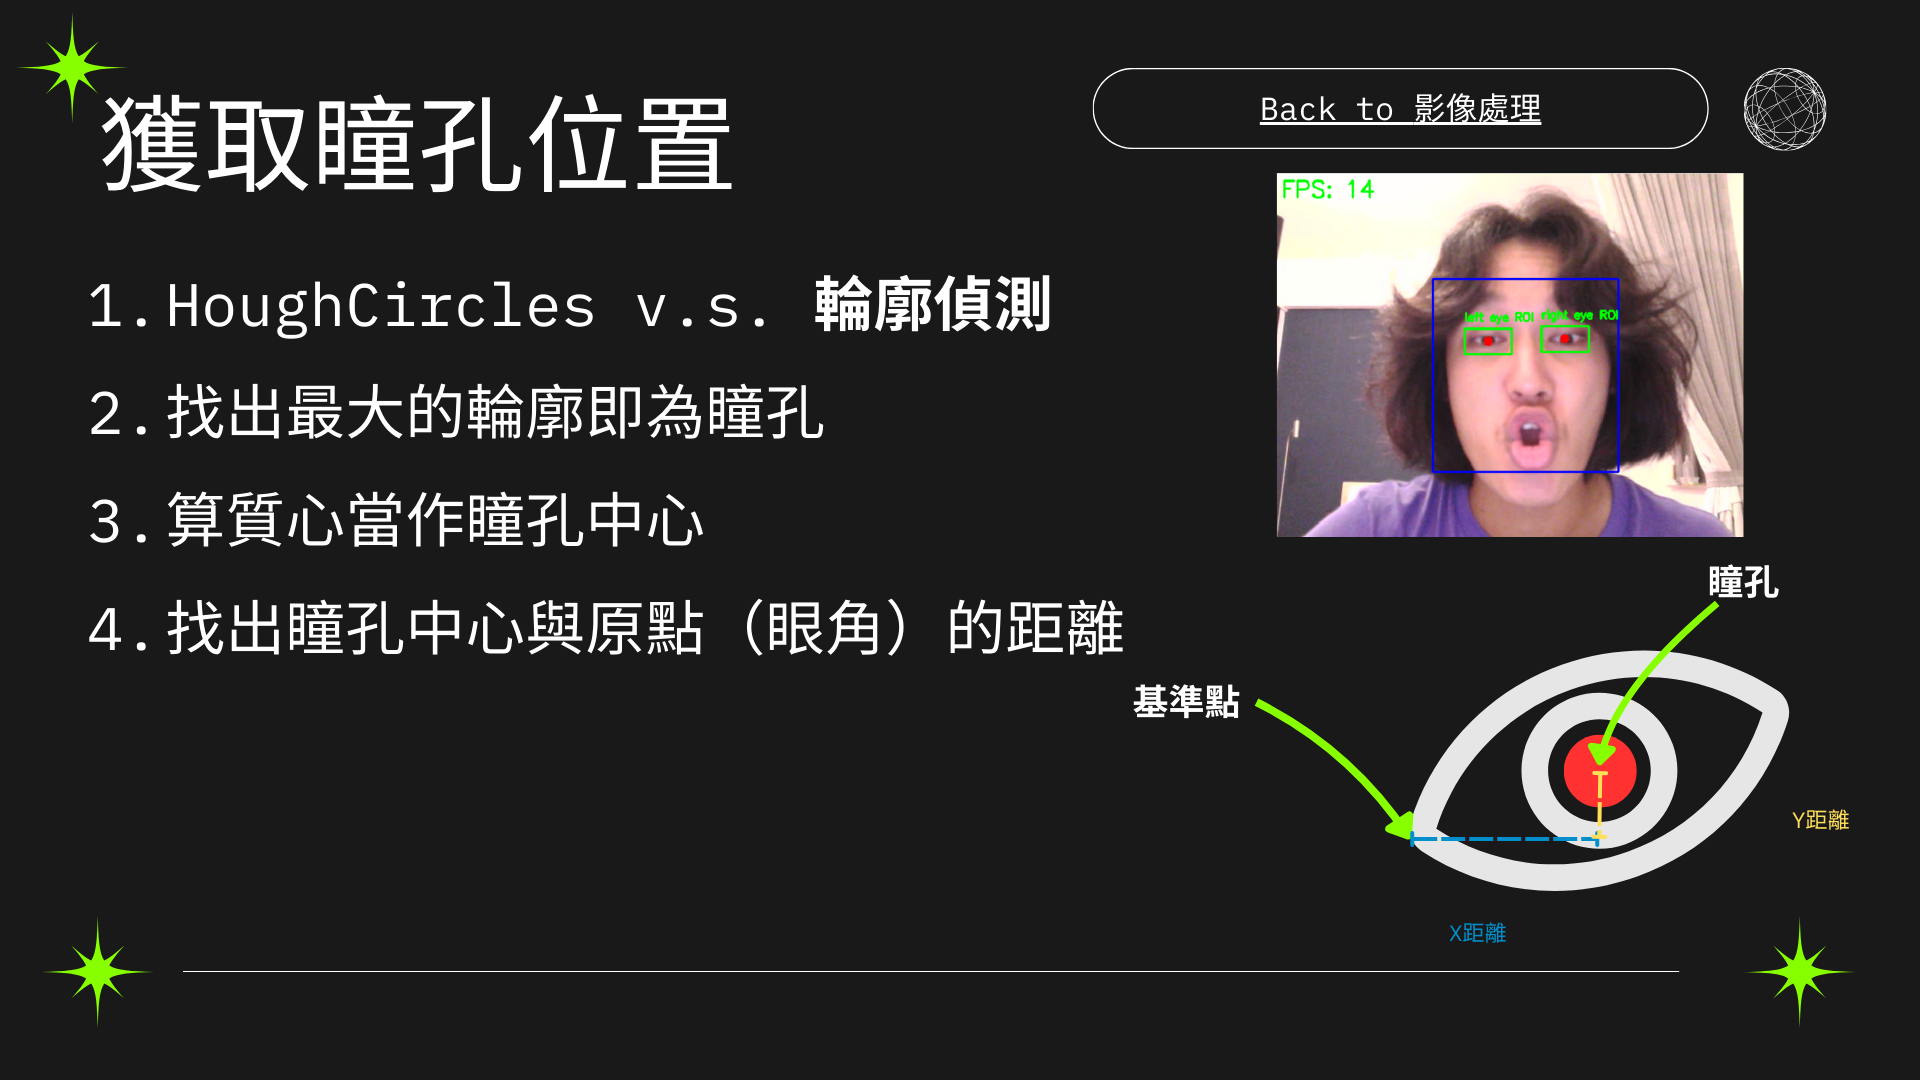 獲取瞳孔位置
Back to 影像處理
1.HoughCircles v.s. 輪廓偵測
2.找出最大的輪廓即為瞳孔
3.算質心當作瞳孔中心
4.找出瞳孔中心與原點（眼角）的距離
FPS: 14
left eye ROI
right eye ROI
瞳孔
基準點
Y距離
X距離